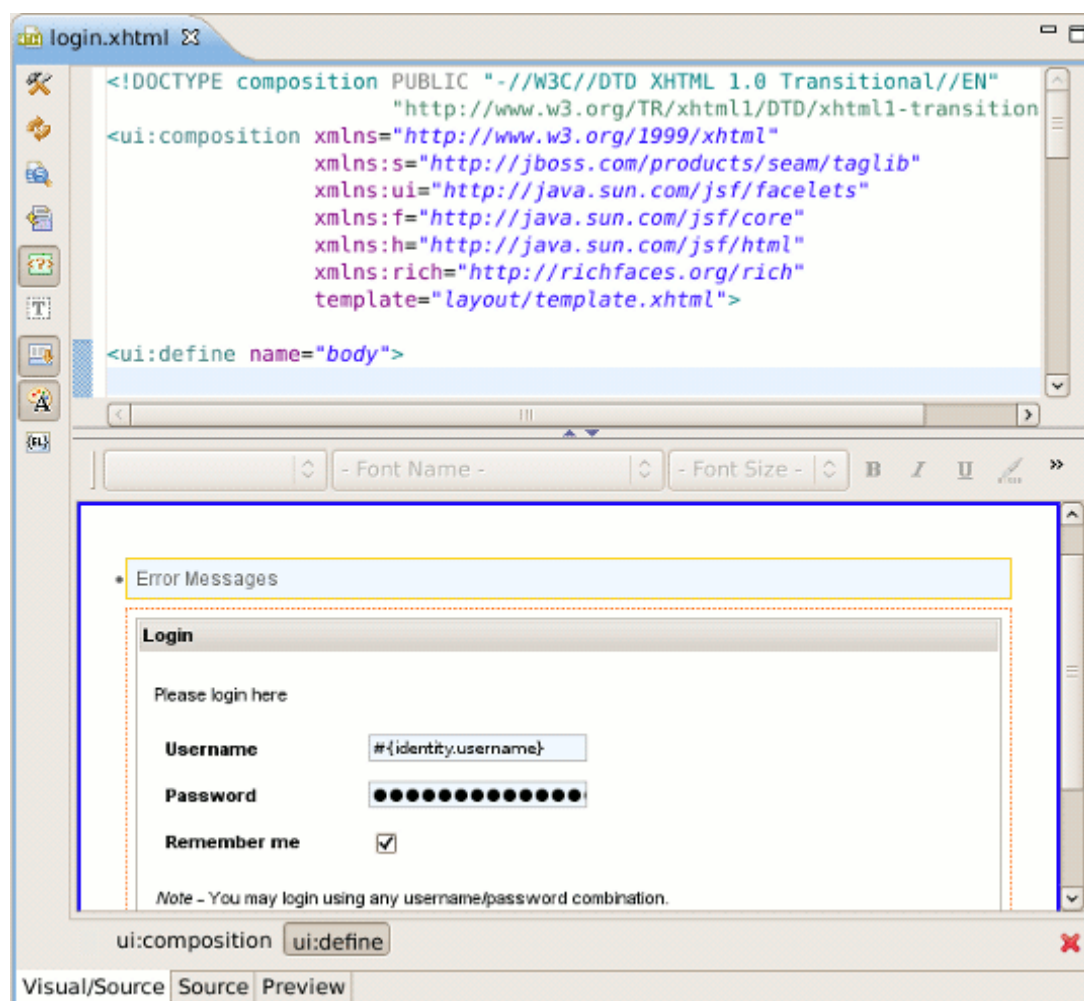 login.xhtml
<!DOCTYPE composition PUBLIC "-//W3C//DTD XHTML 1.0 Transitional//EN"
"http://www.w3.org/TR/xhtml1/DTD/xhtml1-transition
<ui:composition xmlns="http://www.w3.org/1999/xhtml"
xmlns:s="http://jboss.com/products/seam/taglib"
xmlns:ui="http://java.sun.com/jsf/facelets"
xmlns:f="http://java.sun.com/jsf/core"
xmlns:h="http://java.sun.com/jsf/html"
xmlns:rich="http://richfaces.org/rich"
template="layout/template.xhtml">
<ui:define name="body">
- Font Name - - Font Size - B I U »
Error Messages
Login
Please login here
Username #{identity.username}
Password
Remember me
Note - You may login using any username/password combination.
ui:composition ui:define
Visual/Source Source Preview